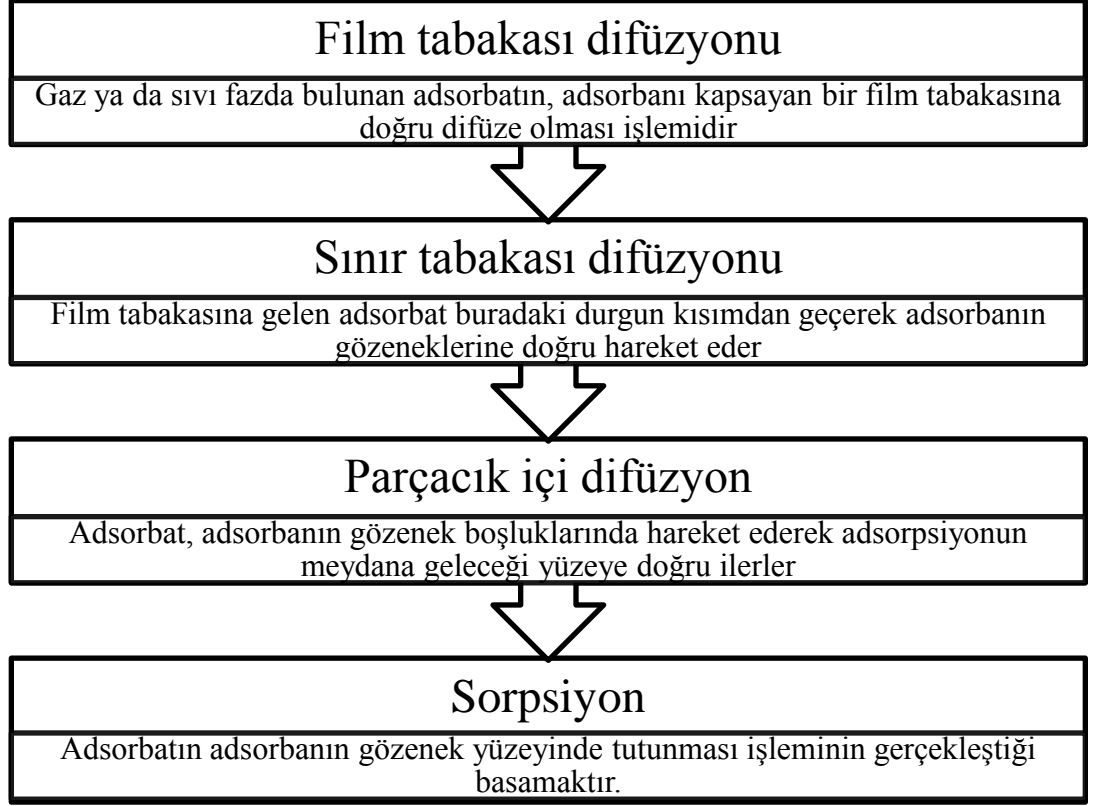 Film tabakası difüzyonu
Gaz ya da sıvı fazda bulunan adsorbatın, adsorbanı kapsayan bir film tabakasına
doğru difüze olması işlemidir
Sınır tabakası difüzyonu
Film tabakasına gelen adsorbat buradaki durgun kısımdan geçerek adsorbanın
gözeneklerine doğru hareket eder
Parçacık içi difüzyon
Adsorbat, adsorbanın gözenek boşluklarında hareket ederek adsorpsiyonun
meydana geleceği yüzeye doğru ilerler
Sorpsiyon
Adsorbatın adsorbanın gözenek yüzeyinde tutunması işleminin gerçekleştiği
basamaktır.